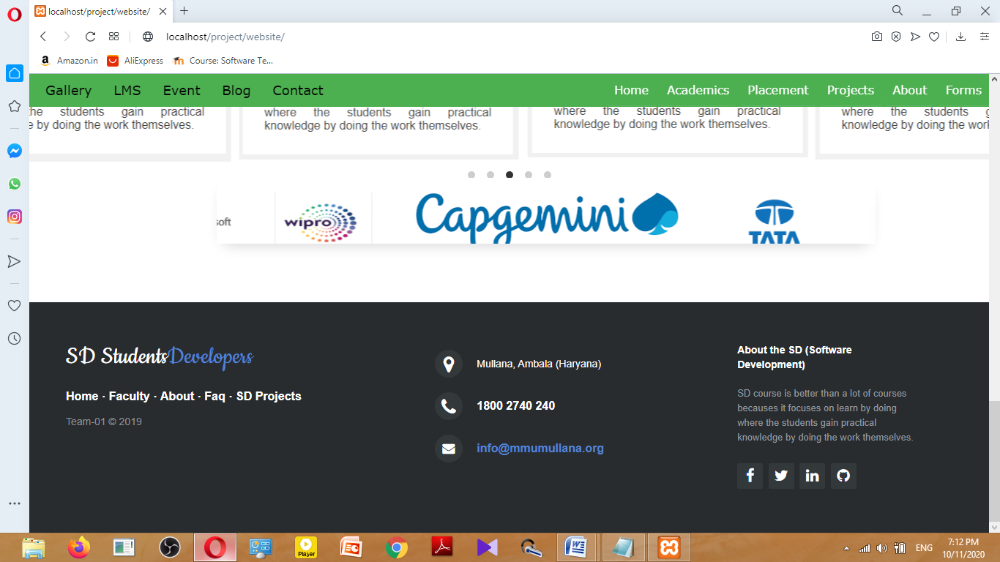 localhost/project/website/
localhost/project/website/
Amazon.in AliExpress Course: Software Te...
Gallery LMS Event Blog Contact Home Academics Placement Projects About Forms
the students gain practical
by doing the work themselves.
where the students gain practical
knowledge by doing the work themselves.
where the students gain practical
knowledge by doing the work themselves.
where the students
knowledge by doing the work
soft wipro Capgemini TATA
SD StudentsDevelopers
Home · Faculty · About · Faq · SD Projects
Team-01 © 2019
Mullana, Ambala (Haryana)
1800 2740 240
info@mmumullana.org
About the SD (Software
Development)
SD course is better than a lot of courses
becauses it focuses on learn by doing
where the students gain practical
knowledge by doing the work themselves.
Player
ENG
7:12 PM
10/11/2020